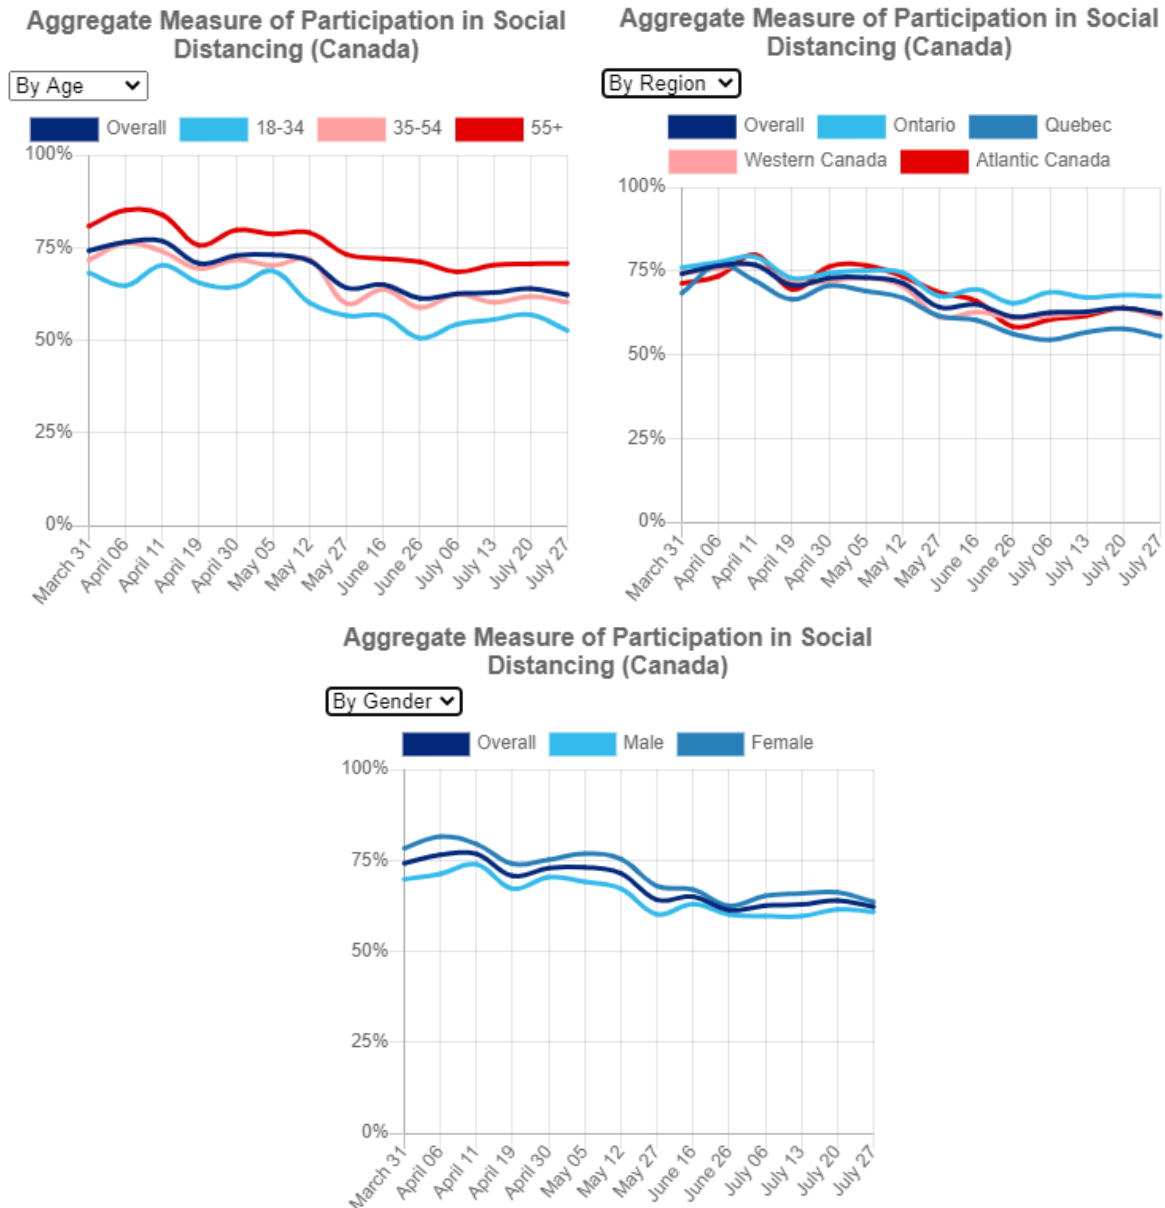 Aggregate Measure of Participation in Social
Distancing (Canada)
By Age
Overall 18-34 35-54 55+
100%
75%
50%
25%
0%
March 31 April 06 April 11 April 19 April 30 May 05 May 12 May 27 June 16 June 26 July 06 July 13 July 20 July 27
Aggregate Measure of Participation in Social
Distancing (Canada)
By Region
Overall Ontario Quebec
Western Canada Atlantic Canada
100%
75%
50%
25%
0%
March 31 April 06 April 11 April 19 April 30 May 05 May 12 May 27 June 16 June 26 July 06 July 13 July 20 July 27
Aggregate Measure of Participation in Social
Distancing (Canada)
By Gender
Overall Male Female
100%
75%
50%
25%
0%
March 31 April 06 April 11 April 19 April 30 May 05 May 12 May 27 June 16 June 26 July 06 July 13 July 20 July 27